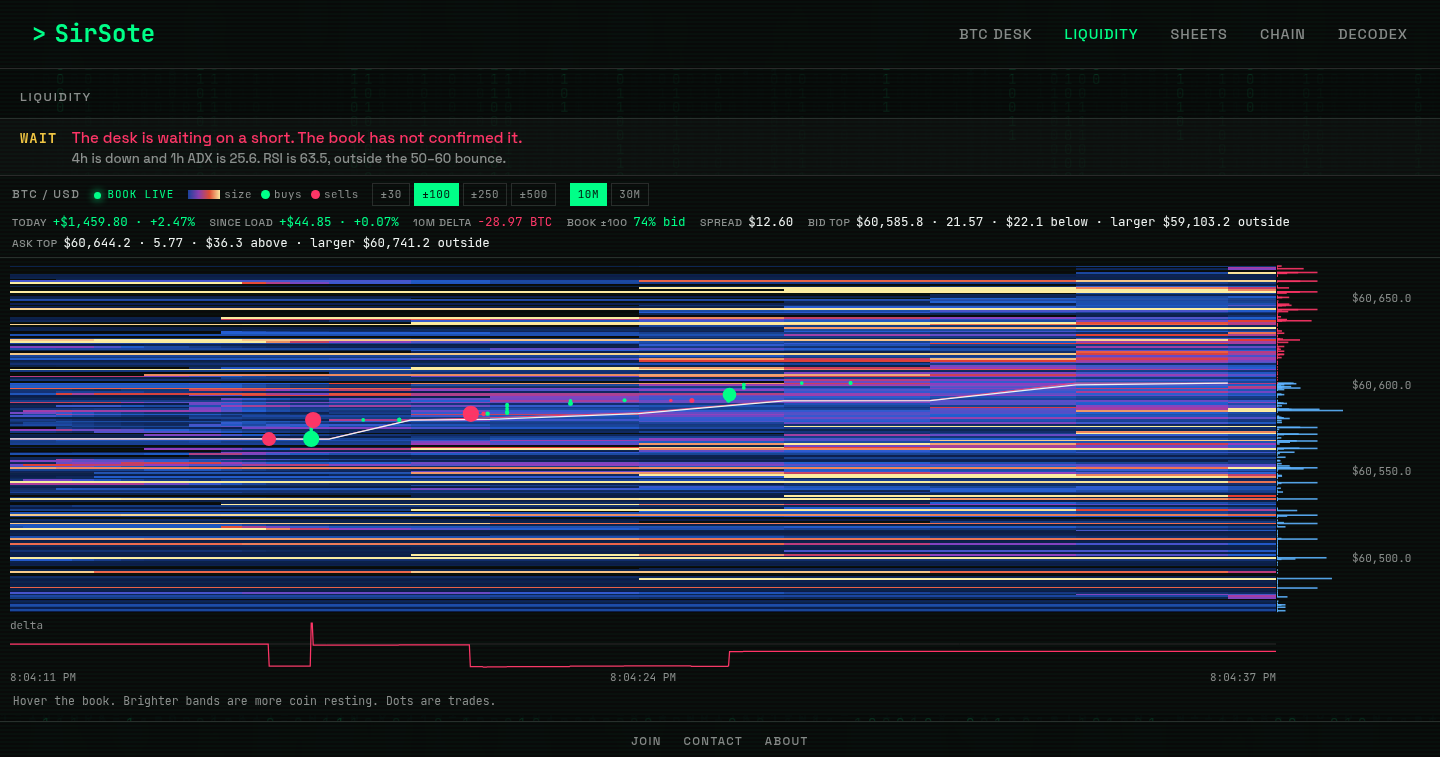 > SirSote
BTC DESK LIQUIDITY SHEETS CHAIN DECODEX
LIQUIDITY
WAIT The desk is waiting on a short. The book has not confirmed it.
4h is down and 1h ADX is 25.6. RSI is 63.5, outside the 50–60 bounce.
BTC / USD BOOK LIVE size buys sells ±30 ±100 ±250 ±500 10M 30M
TODAY +$1,459.80 · +2.47% SINCE LOAD +$44.85 · +0.07% 10M DELTA -28.97 BTC BOOK ±100 74% bid SPREAD $12.60 BID TOP $60,585.8 · 21.57 · $22.1 below · larger $59,103.2 outside
ASK TOP $60,644.2 · 5.77 · $36.3 above · larger $60,741.2 outside
$60,650.0
$60,600.0
$60,550.0
$60,500.0
delta
8:04:11 PM 8:04:24 PM 8:04:37 PM
Hover the book. Brighter bands are more coin resting. Dots are trades.
JOIN CONTACT ABOUT